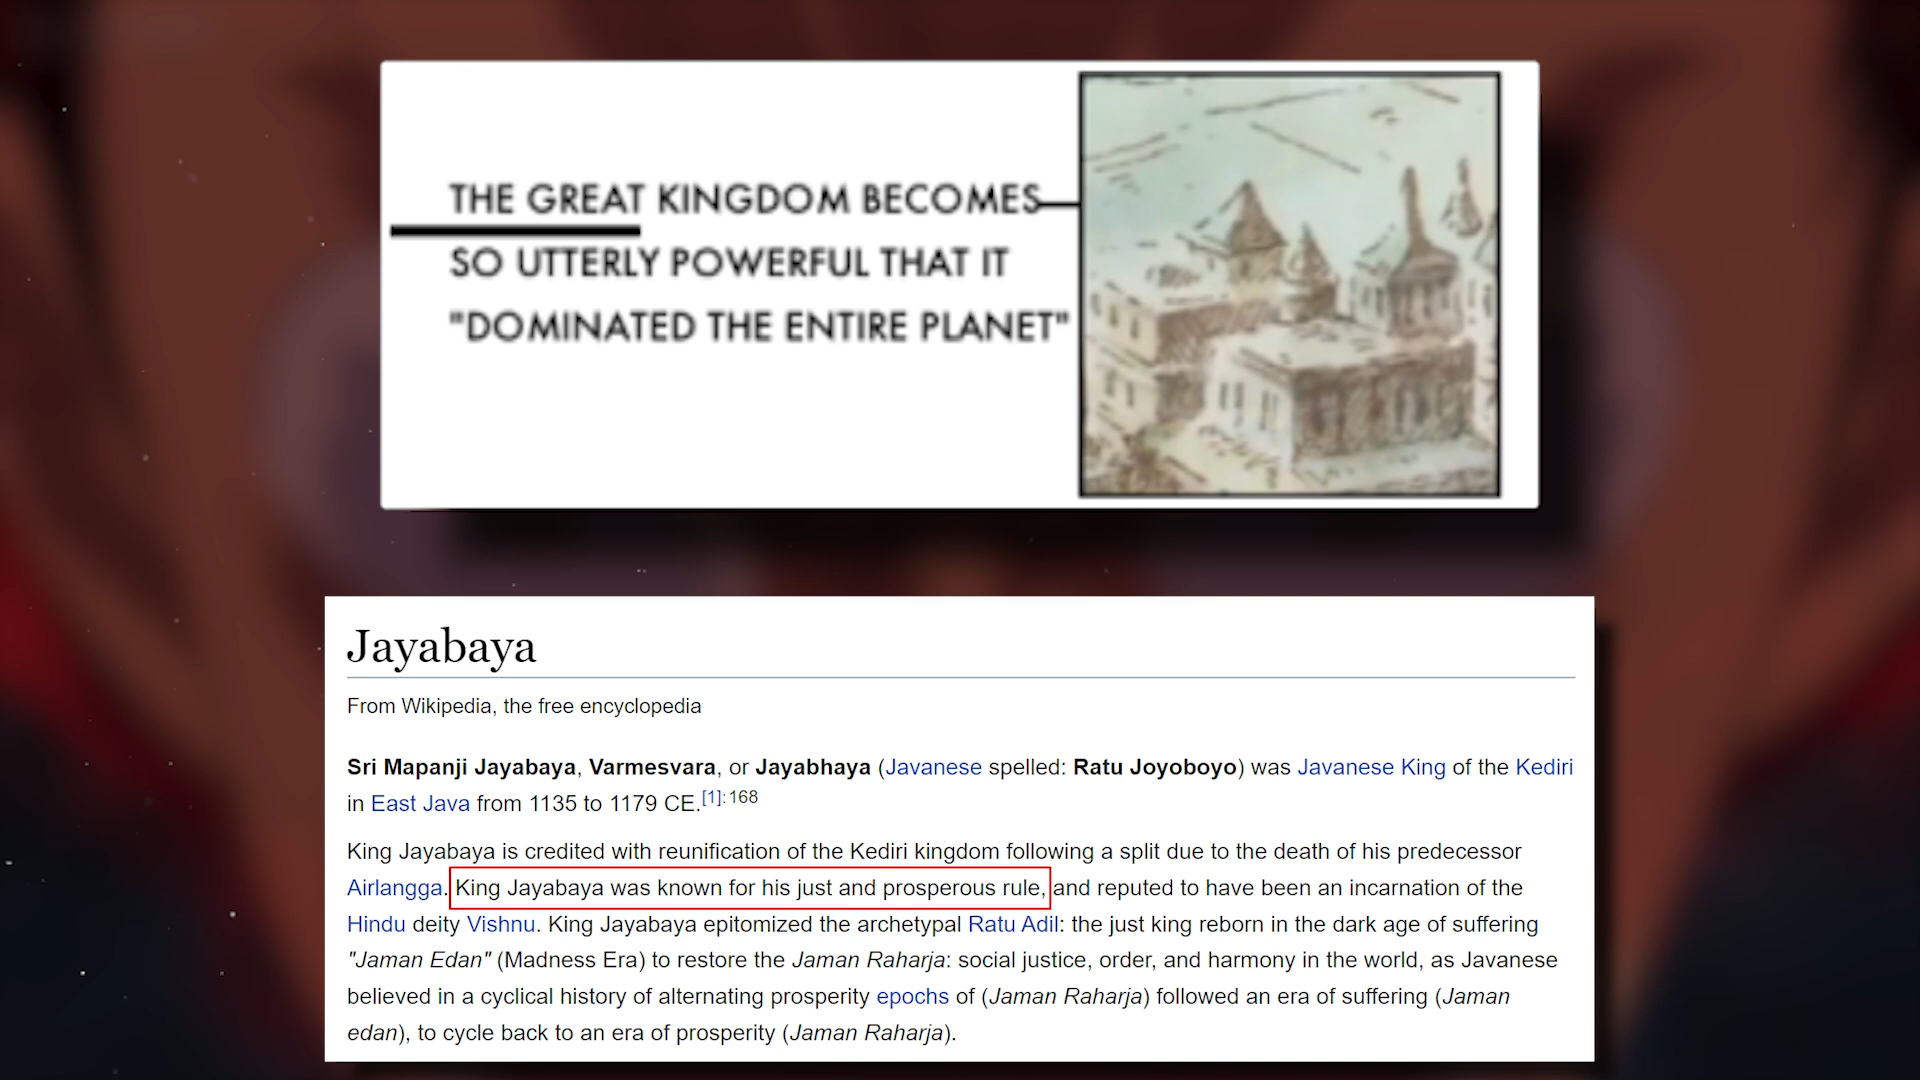 THE GREAT KINGDOM BECOMES
SO UTTERLY POWERFUL THAT IT
"DOMINATED THE ENTIRE PLANET"
Jayabaya
From Wikipedia, the free encyclopedia
Sri Mapanji Jayabaya, Varmesvara, or Jayabhaya (Javanese spelled: Ratu Joyoboyo) was Javanese King of the Kediri
in East Java from 1135 to 1179 CE.[1]:168
King Jayabaya is credited with reunification of the Kediri kingdom following a split due to the death of his predecessor
Airlangga. King Jayabaya was known for his just and prosperous rule, and reputed to have been an incarnation of the
Hindu deity Vishnu. King Jayabaya epitomized the archetypal Ratu Adil: the just king reborn in the dark age of suffering
"Jaman Edan" (Madness Era) to restore the Jaman Raharja: social justice, order, and harmony in the world, as Javanese
believed in a cyclical history of alternating prosperity epochs of (Jaman Raharja) followed an era of suffering (Jaman
edan), to cycle back to an era of prosperity (Jaman Raharja).